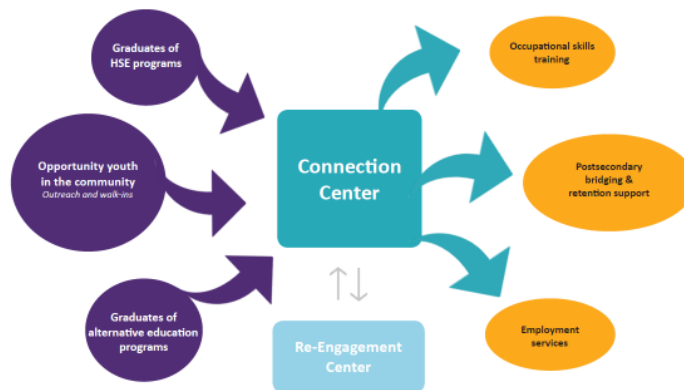 Graduates of
HSE programs
Opportunity youth
in the community
Outreach and walk-ins
Graduates of
alternative education
programs
Connection
Center
Re-Engagement
Center
Occupational skills
training
Postsecondary
bridging &
retention support
Employment
services